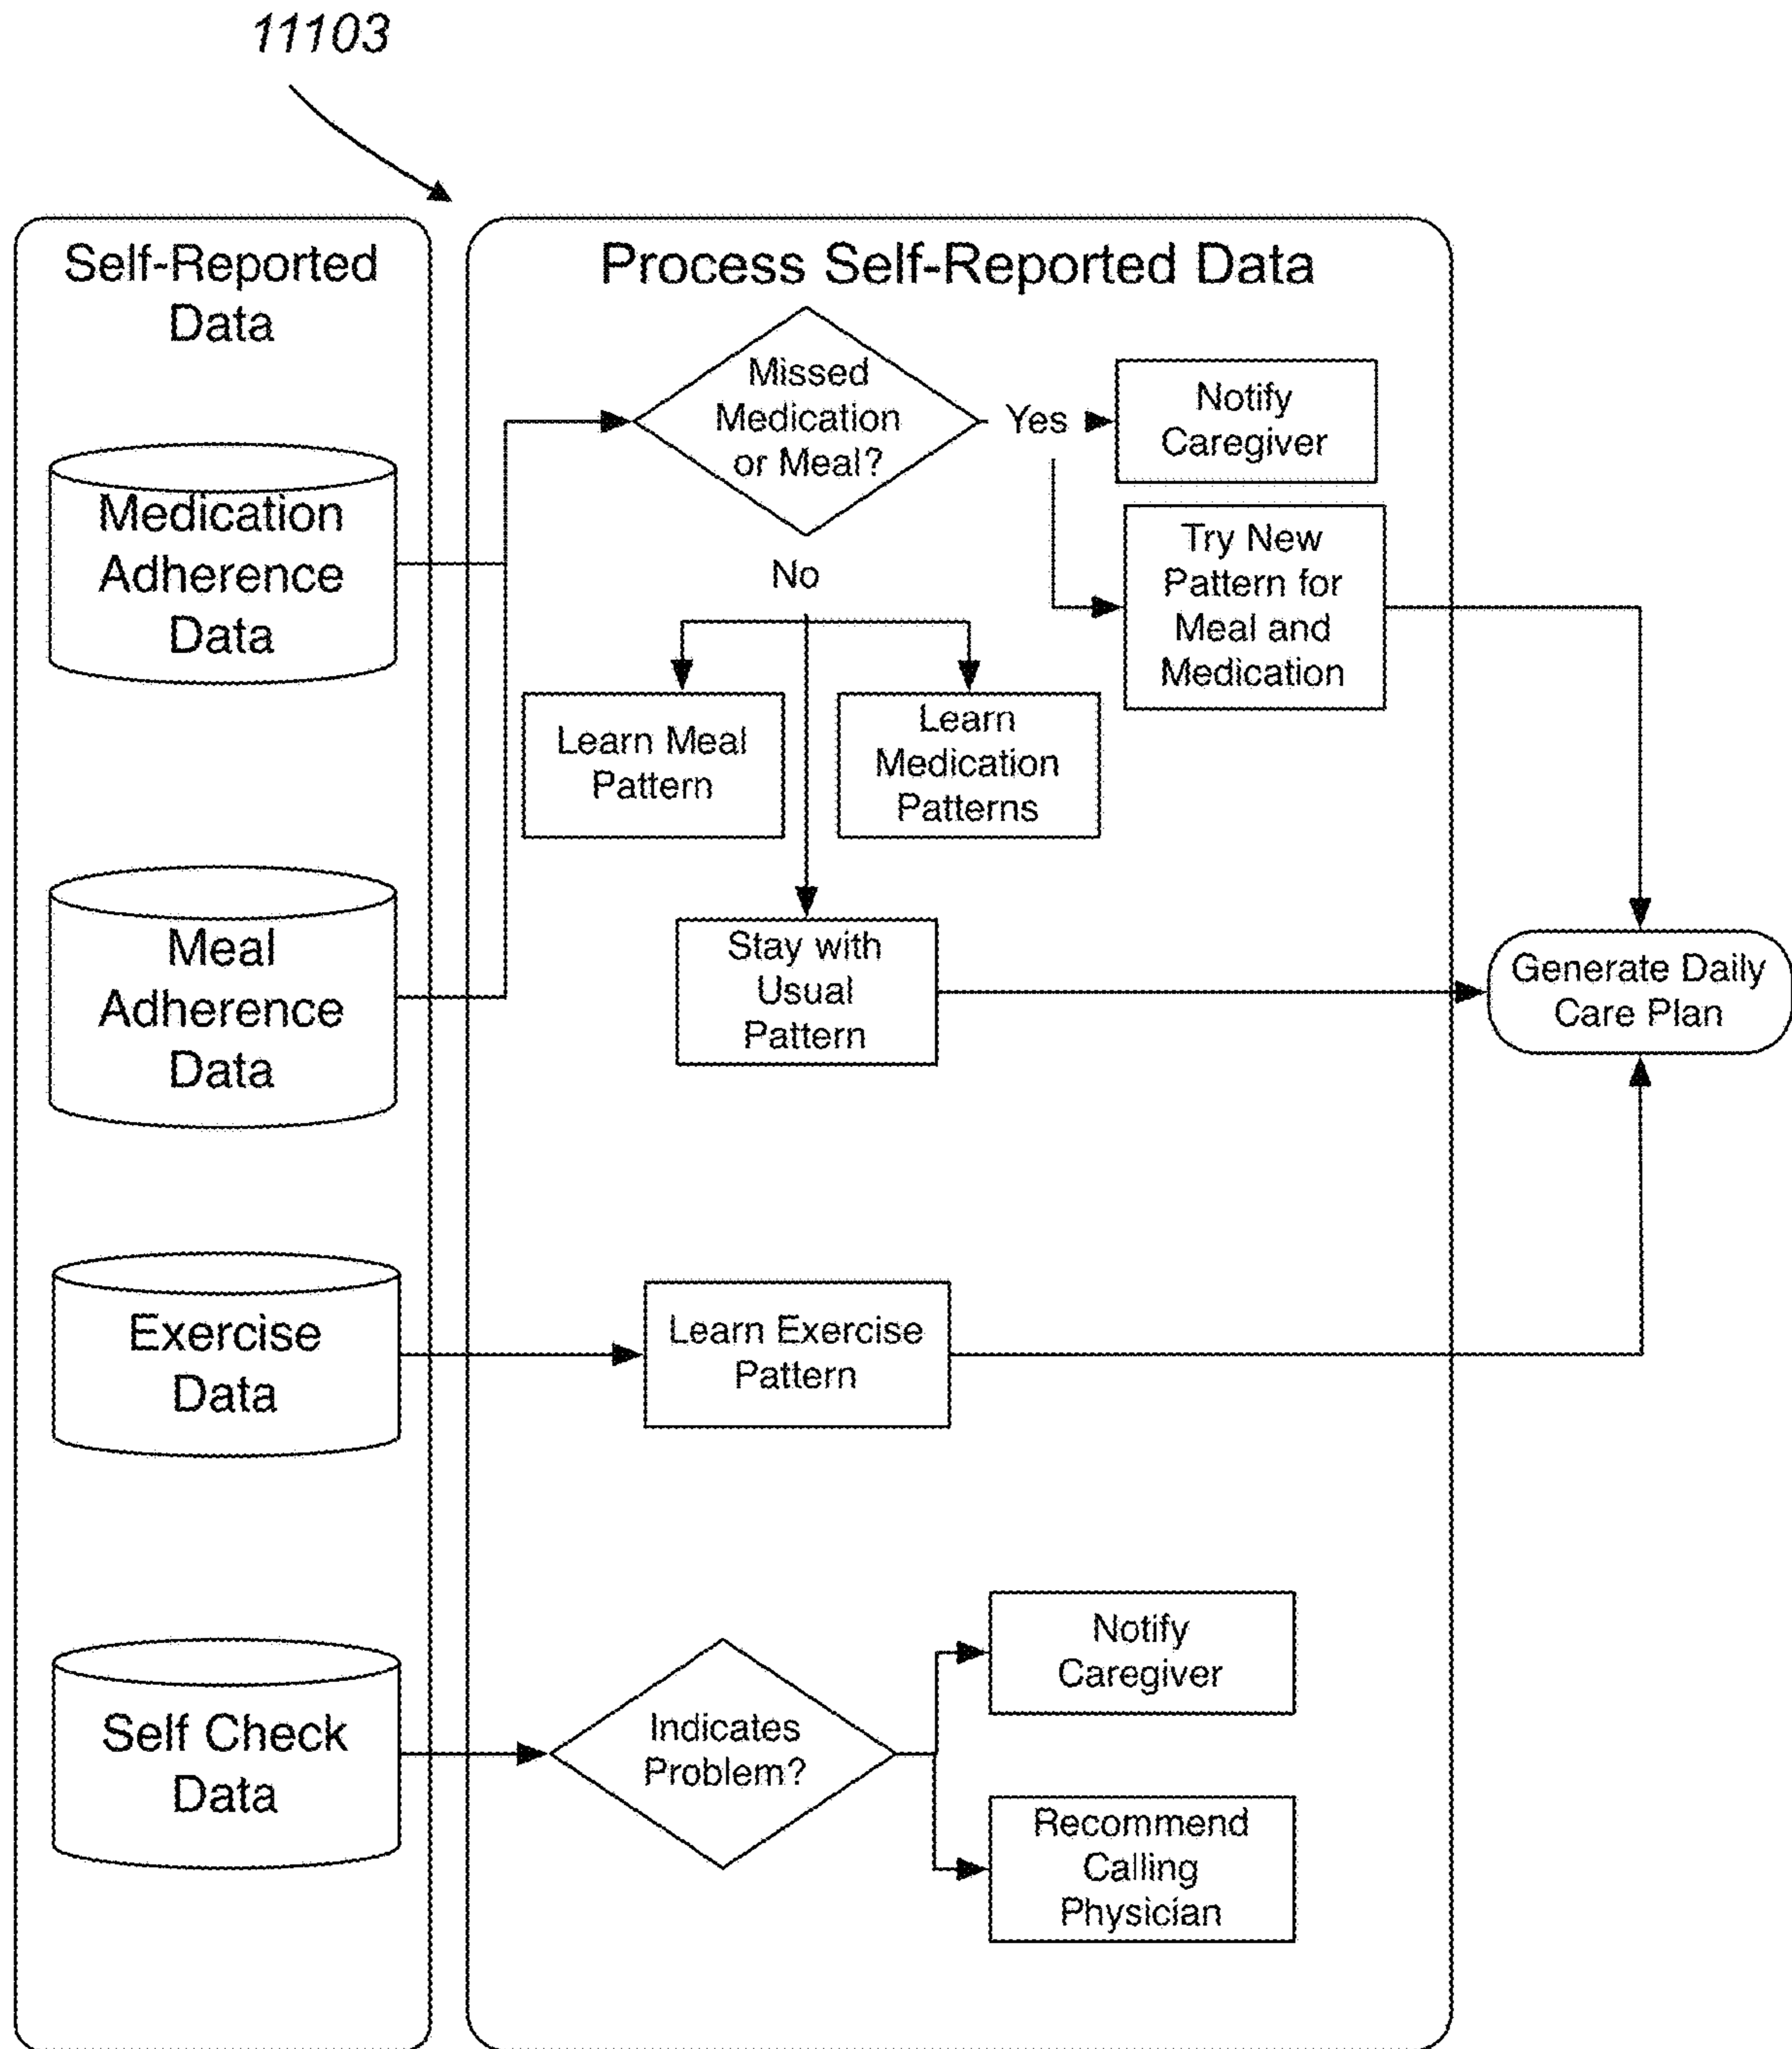 11103
Self-Reported
Data
Medication
Adherence
Data
Meal
Adherence
Data
Exercise
Data
Self Check
Data
Process Self-Reported Data
Missed
Medication
or Meal?
Yes
Notify
Caregiver
Try New
Pattern for
Meal and
Medication
No
Learn Meal
Pattern
Learn
Medication
Patterns
Stay with
Usual
Pattern
Generate Daily
Care Plan
Learn Exercise
Pattern
Indicates
Problem?
Notify
Caregiver
Recommend
Calling
Physician